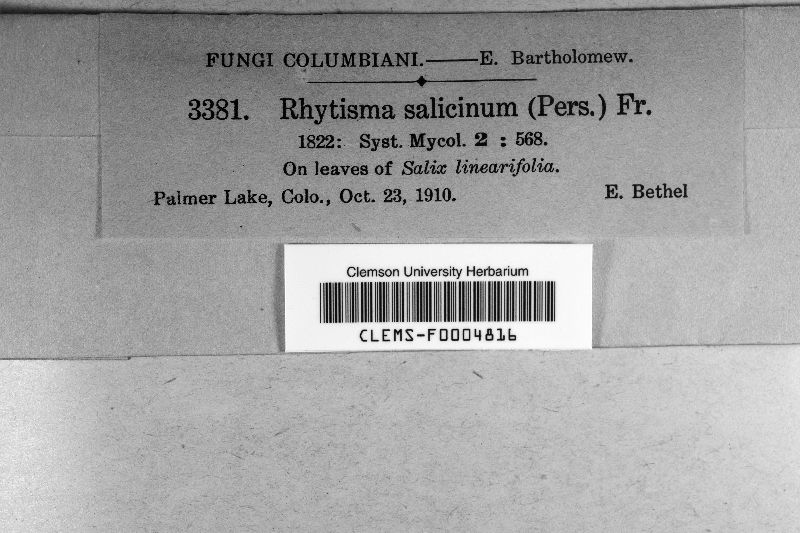 FUNGI COLUMBIANI.——E. Bartholomew.
3381. Rhytisma salicinum (Pers.) Fr.
1822: Syst. Mycol. 2 : 568.
On leaves of Salix linearifolia.
Palmer Lake, Colo., Oct. 23, 1910. E. Bethel
Clemson University Herbarium
CLEMS-F0004816